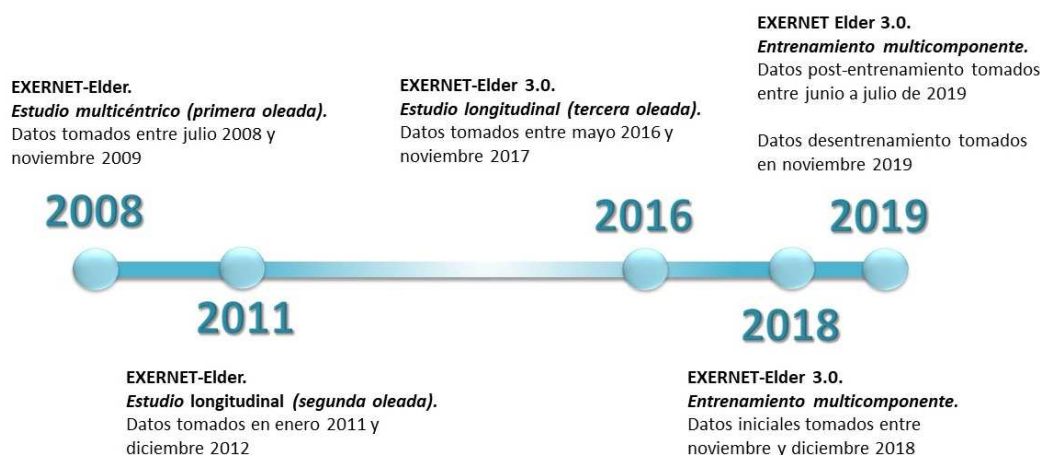 EXERNET-Elder.
Estudio multicéntrico (primera oleada).
Datos tomados entre julio 2008 y
noviembre 2009
2008
EXERNET-Elder.
Estudio longitudinal (segunda oleada).
Datos tomados en enero 2011 y
diciembre 2012
2011
EXERNET-Elder 3.0.
Estudio longitudinal (tercera oleada).
Datos tomados entre mayo 2016 y
noviembre 2017
2016
EXERNET-Elder 3.0.
Entrenamiento multicomponente.
Datos iniciales tomados entre
noviembre y diciembre 2018
2018
EXERNET Elder 3.0.
Entrenamiento multicomponente.
Datos post-entrenamiento tomados
entre junio a julio de 2019
Datos desentrenamiento tomados
en noviembre 2019
2019